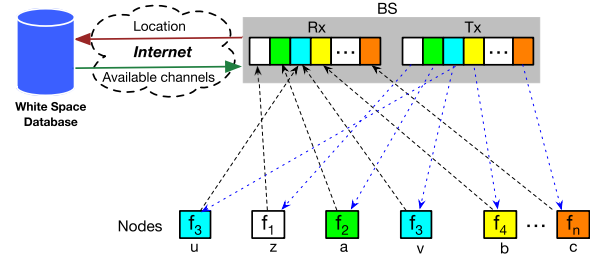 BS
Location
Rx
Tx
Internet
...
...
Available channels
White Space
Database
Nodes
f3
f1
f2
f3
f4
...
fn
u
z
a
v
b
c